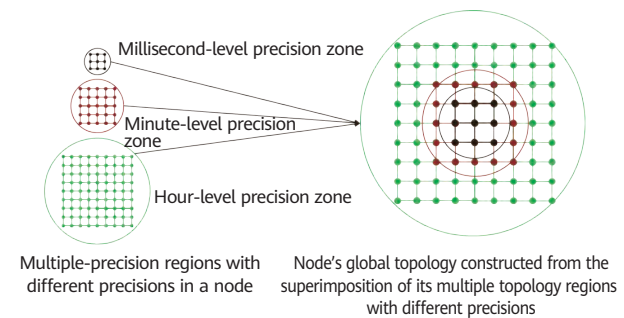 Millisecond-level precision zone
Minute-level precision
zone
Hour-level precision zone
Multiple-precision regions with
different precisions in a node
Node's global topology constructed from the
superimposition of its multiple topology regions
with different precisions